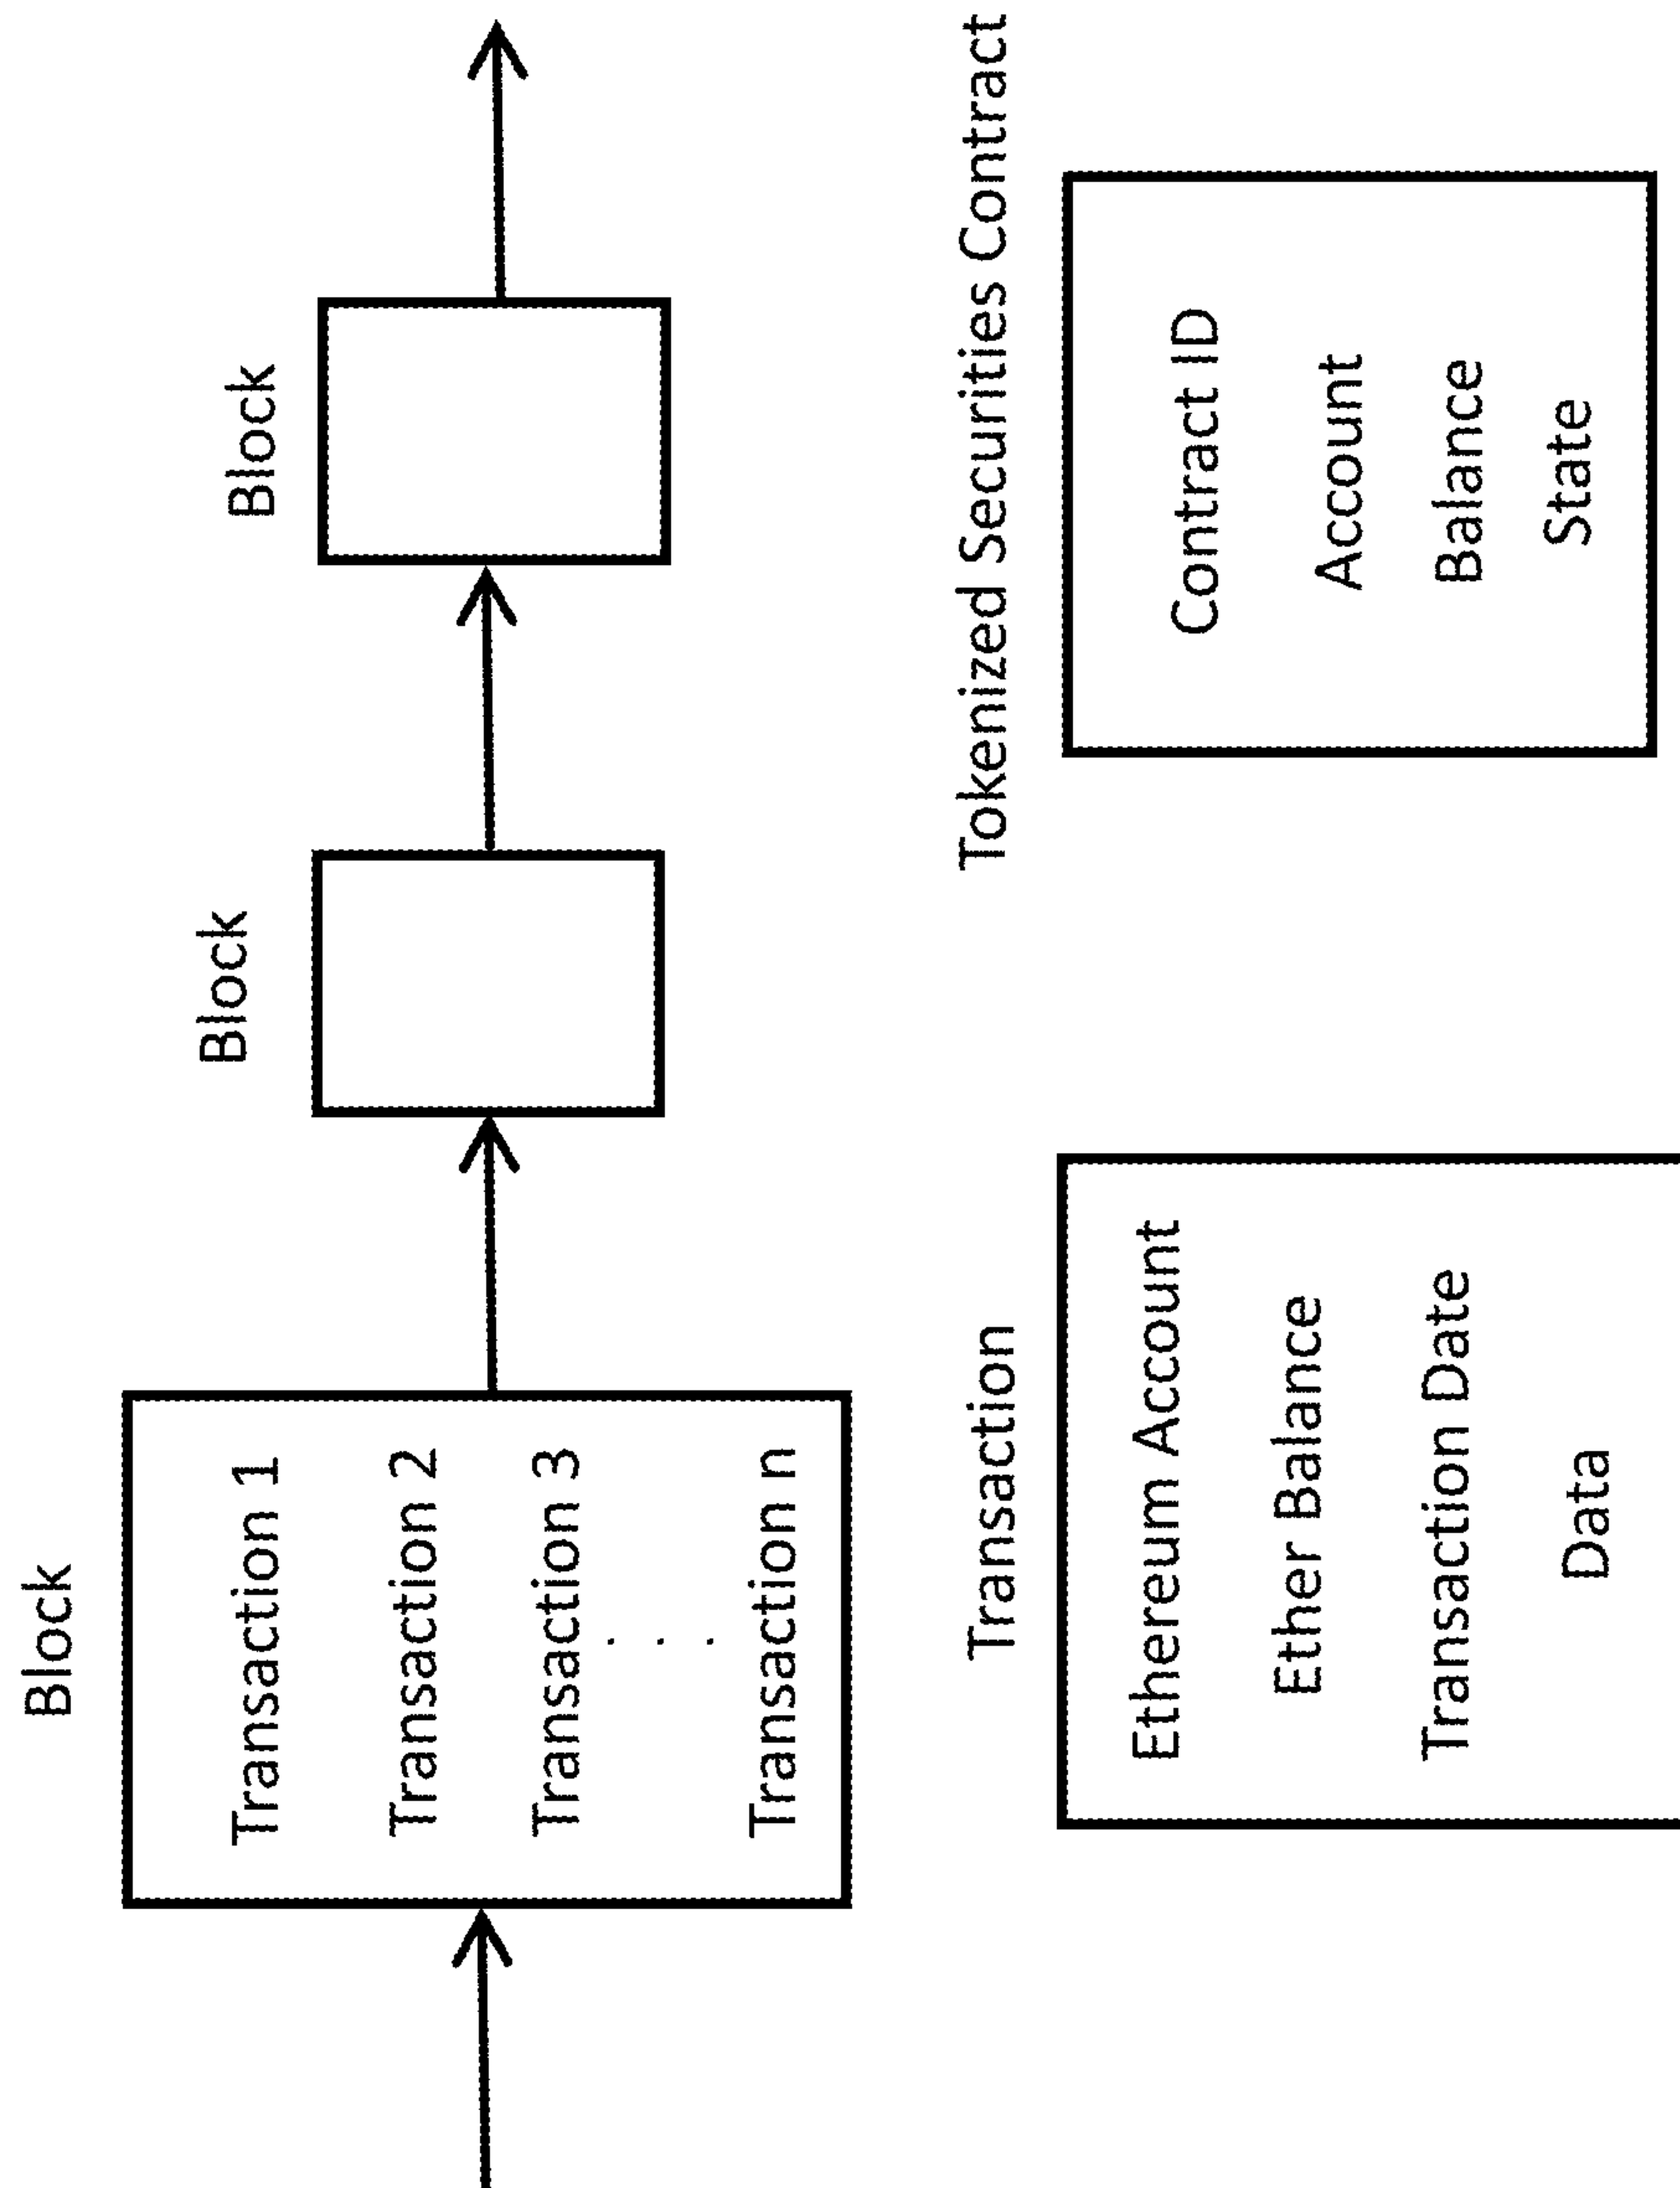 Block
Transaction 1
Transaction 2
Transaction 3
. . .
Transaction n
Block
Block
Transaction
Ethereum Account
Ether Balance
Transaction Date
Data
Tokenized Securities Contract
Contract ID
Account
Balance
State